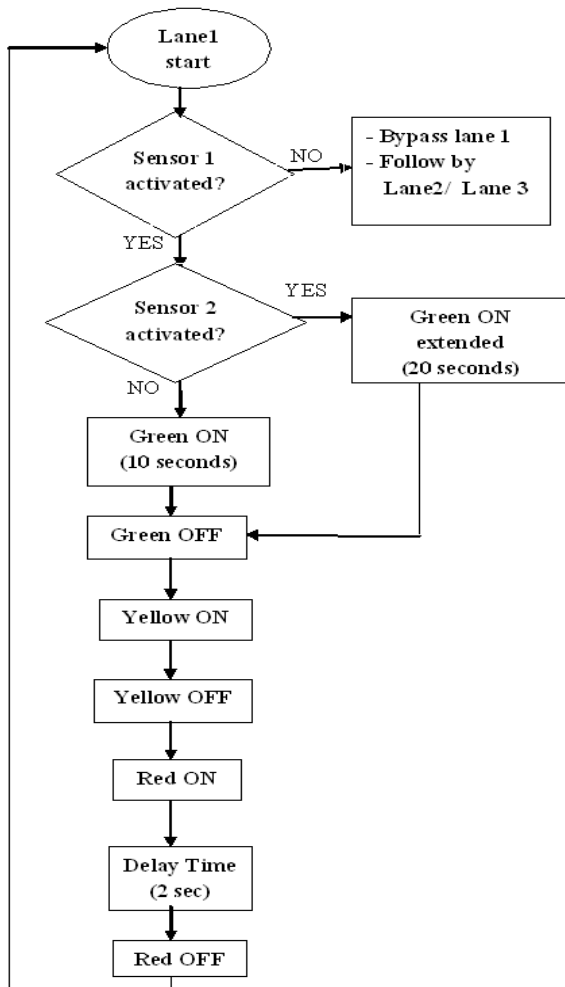 Lane1
start
Sensor 1
activated?
NO
- Bypass lane 1
- Follow by
Lane2/ Lane 3
YES
Sensor 2
activated?
YES
Green ON
extended
(20 seconds)
NO
Green ON
(10 seconds)
Green OFF
Yellow ON
Yellow OFF
Red ON
Delay Time
(2 sec)
Red OFF